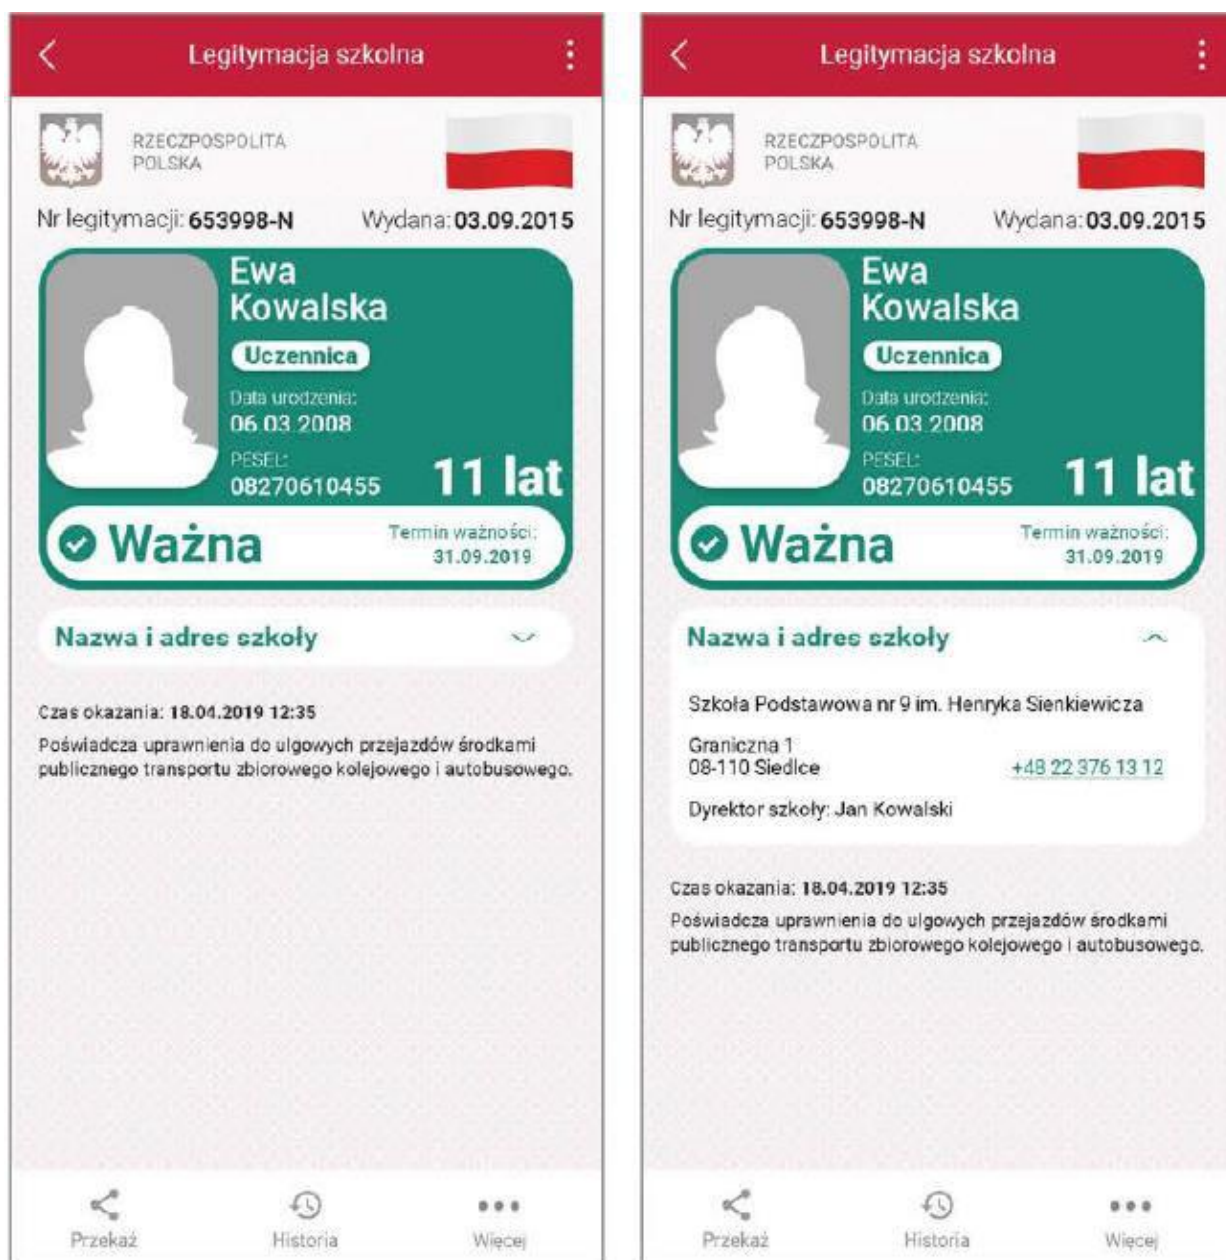 Legitymacja szkolna
RZECZPOSPOLITA
POLSKA
Nr legitymacji: 653998-N Wydana: 03.09.2015
Ewa
Kowalska
Uczennica
Data urodzenia:
06.03.2008
PESEL:
08270610455
11 lat
Ważna
Termin ważności:
31.09.2019
Nazwa i adres szkoły
Czas okazania: 18.04.2019 12:35
Poświadcza uprawnienia do ulgowych przejazdów środkami
publicznego transportu zbiorowego kolejowego i autobusowego.
Przekaż Historia Więcej
Legitymacja szkolna
RZECZPOSPOLITA
POLSKA
Nr legitymacji: 653998-N Wydana: 03.09.2015
Ewa
Kowalska
Uczennica
Data urodzenia:
06.03.2008
PESEL:
08270610455
11 lat
Ważna
Termin ważności:
31.09.2019
Nazwa i adres szkoły
Szkoła Podstawowa nr 9 im. Henryka Sienkiewicza
Graniczna 1
08-110 Siedlce +48 22 376 13 12
Dyrektor szkoły: Jan Kowalski
Czas okazania: 18.04.2019 12:35
Poświadcza uprawnienia do ulgowych przejazdów środkami
publicznego transportu zbiorowego kolejowego i autobusowego.
Przekaż Historia Więcej